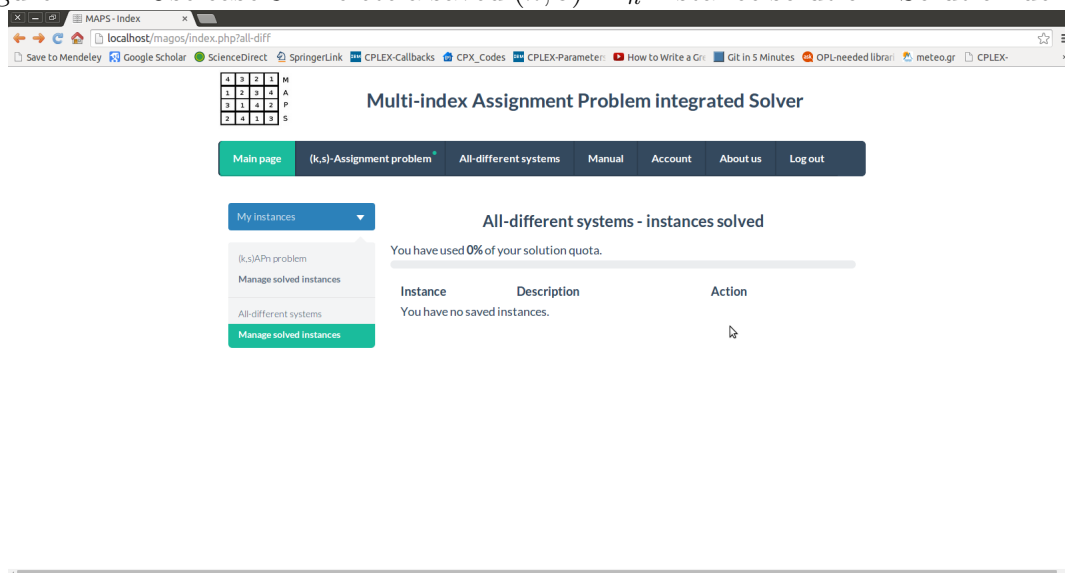 MAPS - Index
localhost/magos/index.php?all-diff
Save to Mendeley Google Scholar ScienceDirect SpringerLink CPLEX-Callbacks CPX_Codes CPLEX-Parameter How to Write a Gr Git in 5 Minutes OPL-needed librari meteo.gr CPLEX-
4 3 2 1 M
1 2 3 4 A
3 1 4 2 P
2 4 1 3 S
Multi-index Assignment Problem integrated Solver
Main page (k,s)-Assignment problem All-different systems Manual Account About us Log out
My instances
All-different systems - instances solved
You have used 0% of your solution quota.
(k,s)APn problem
Manage solved instances
Instance Description Action
You have no saved instances.
All-different systems
Manage solved instances